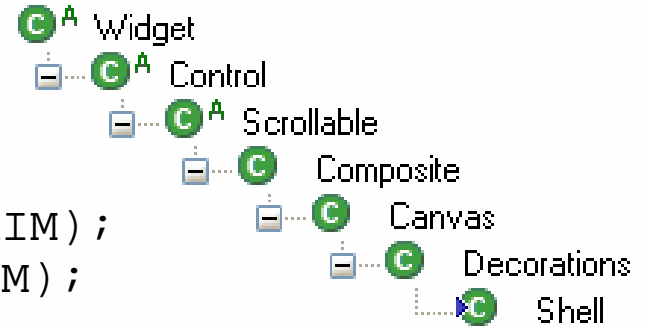 Widget
Control
Scrollable
Composite
IM);
Canvas
M);
Decorations
Shell